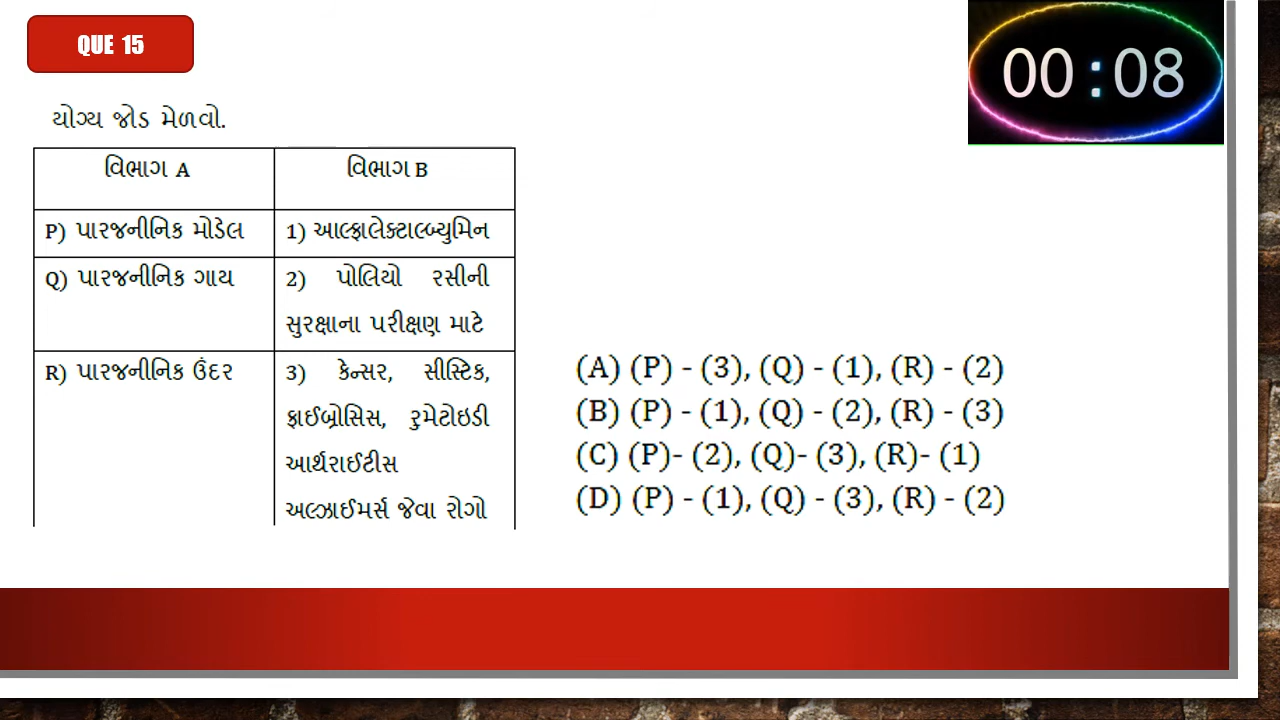 QUE 15
00:08
યોગ્ય જોડ મેળવો.
વિભાગ A વિભાગ B
P) પારજનીનિક મોડેલ 1) આલ્ફાલેક્ટાલ્બ્યુમિન
Q) પારજનીનિક ગાય 2) પોલિયો રસીની
સુરક્ષાના પરીક્ષણ માટે
R) પારજનીનિક ઉંદર 3) કેન્સર, સીસ્ટિક,
ફાઈબ્રોસિસ, રુમેટોઇડી
આર્થરાઈટીસ
અલ્ઝાઈમર્સ જેવા રોગો
(A) (P) - (3), (Q) - (1), (R) - (2)
(B) (P) - (1), (Q) - (2), (R) - (3)
(C) (P)- (2), (Q)- (3), (R)- (1)
(D) (P) - (1), (Q) - (3), (R) - (2)